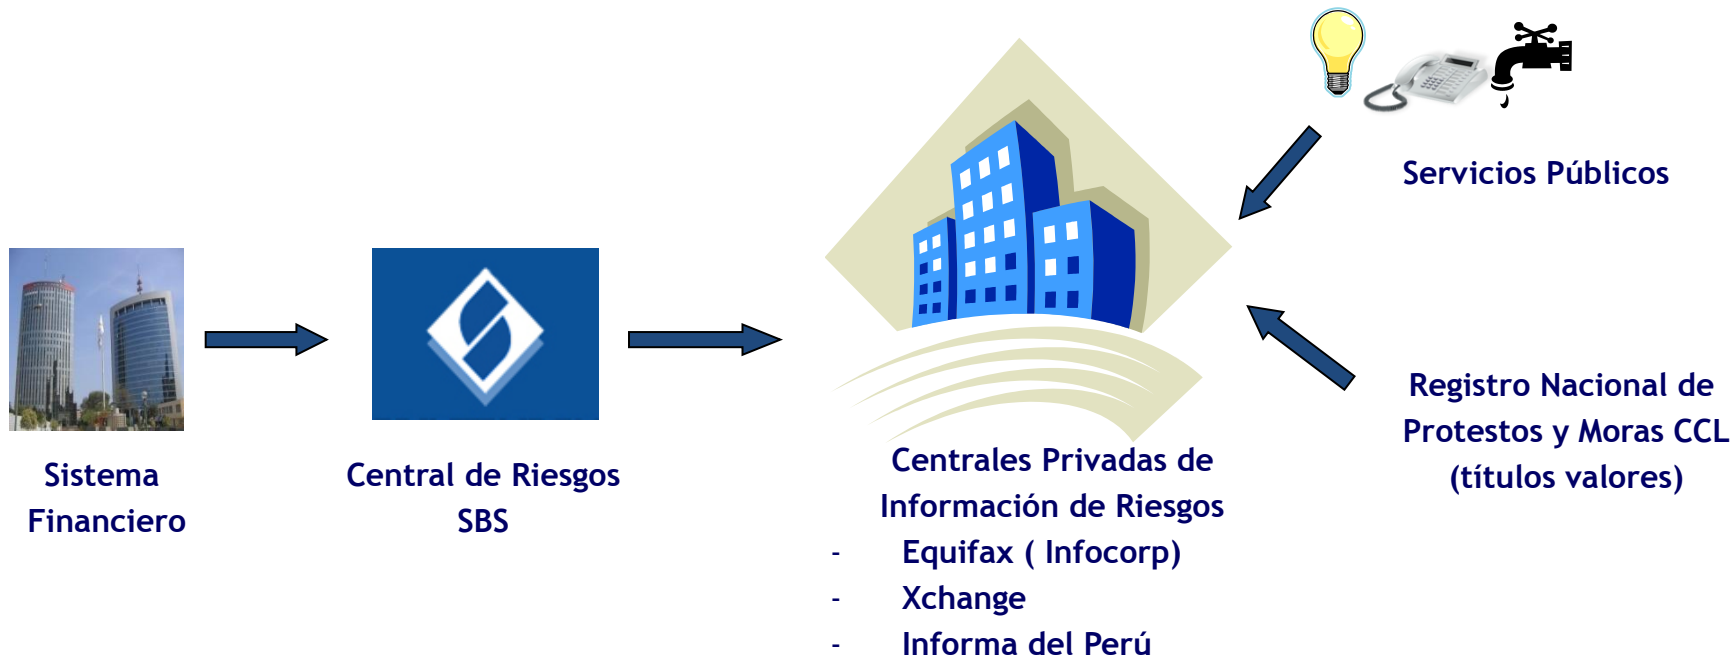 Servicios Públicos
Sistema
Financiero
Central de Riesgos
SBS
Centrales Privadas de
Información de Riesgos
- Equifax ( Infocorp)
- Xchange
- Informa del Perú
Registro Nacional de
Protestos y Moras CCL
(títulos valores)